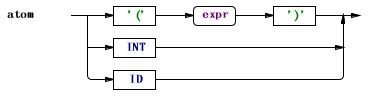 atom '(' expr ')'
INT
ID